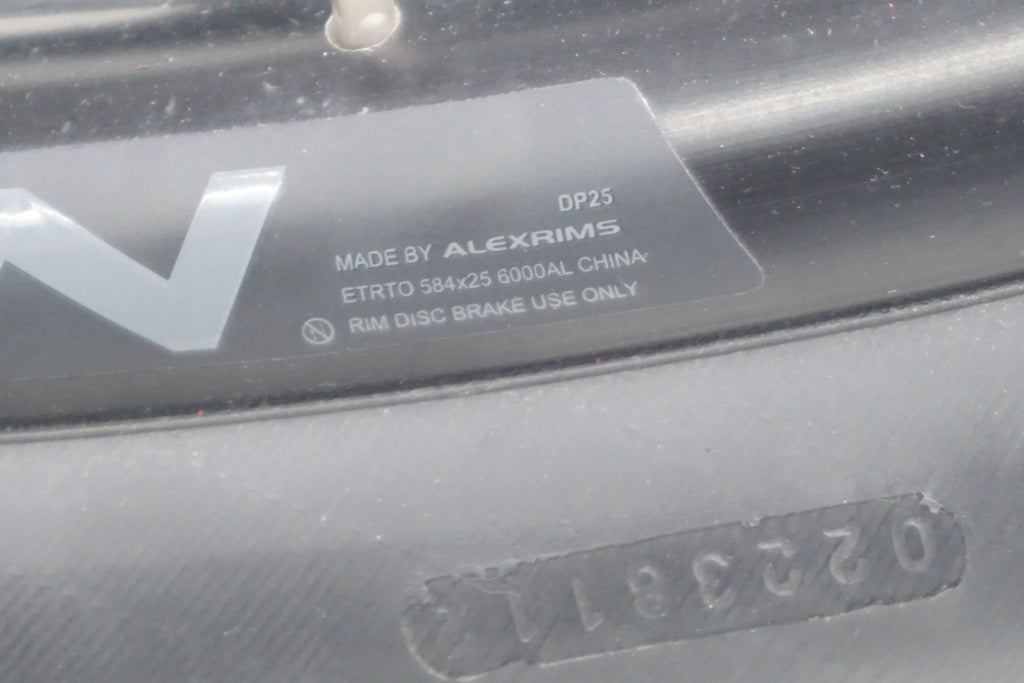 N
DP25
MADE BY ALEXRIMS
ETRTO 584x25 6000AL CHINA
RIM DISC BRAKE USE ONLY